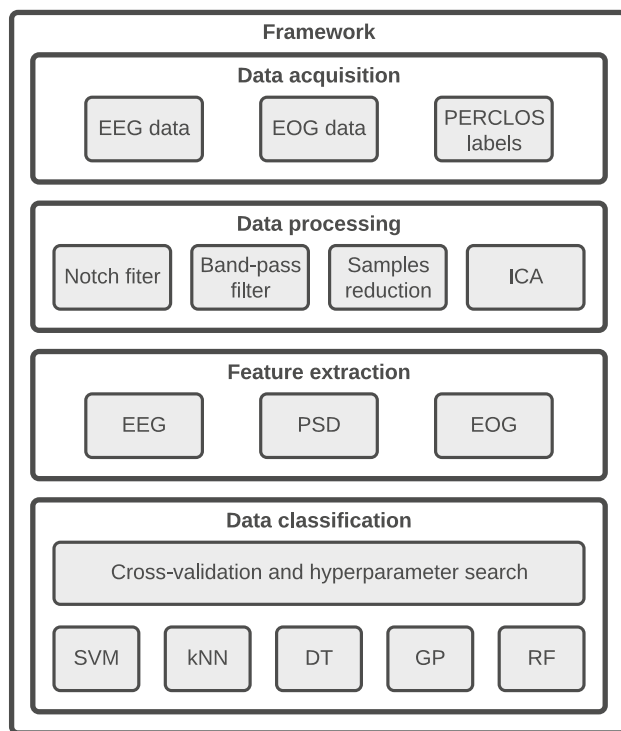 Framework
Data acquisition
EEG data
EOG data
PERCLOS
labels
Data processing
Notch fiter
Band-pass
filter
Samples
reduction
ICA
Feature extraction
EEG
PSD
EOG
Data classification
Cross-validation and hyperparameter search
SVM
kNN
DT
GP
RF